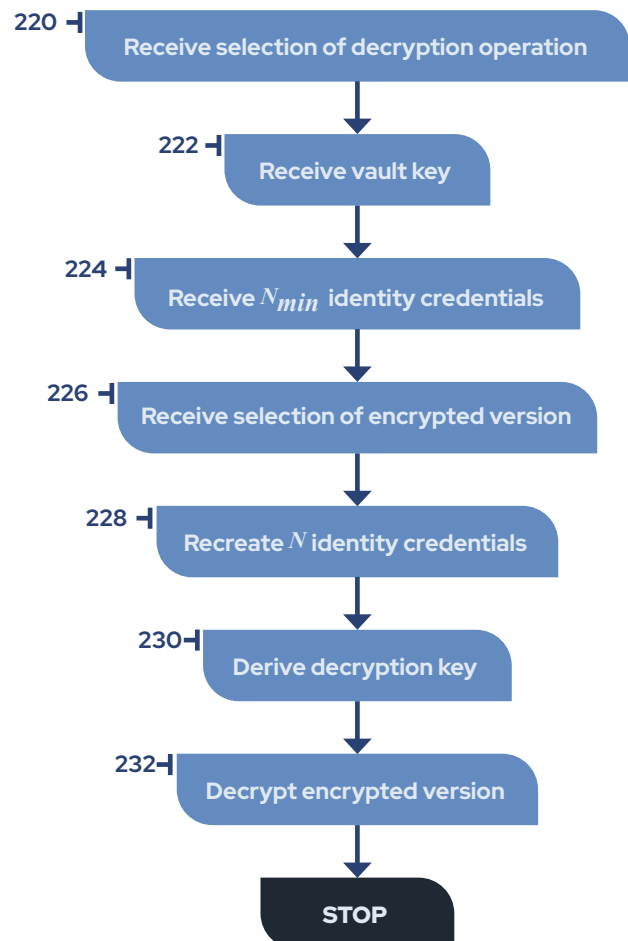 220
Receive selection of decryption operation
222
Receive vault key
224
Receive N_min identity credentials
226
Receive selection of encrypted version
228
Recreate N identity credentials
230
Derive decryption key
232
Decrypt encrypted version
STOP